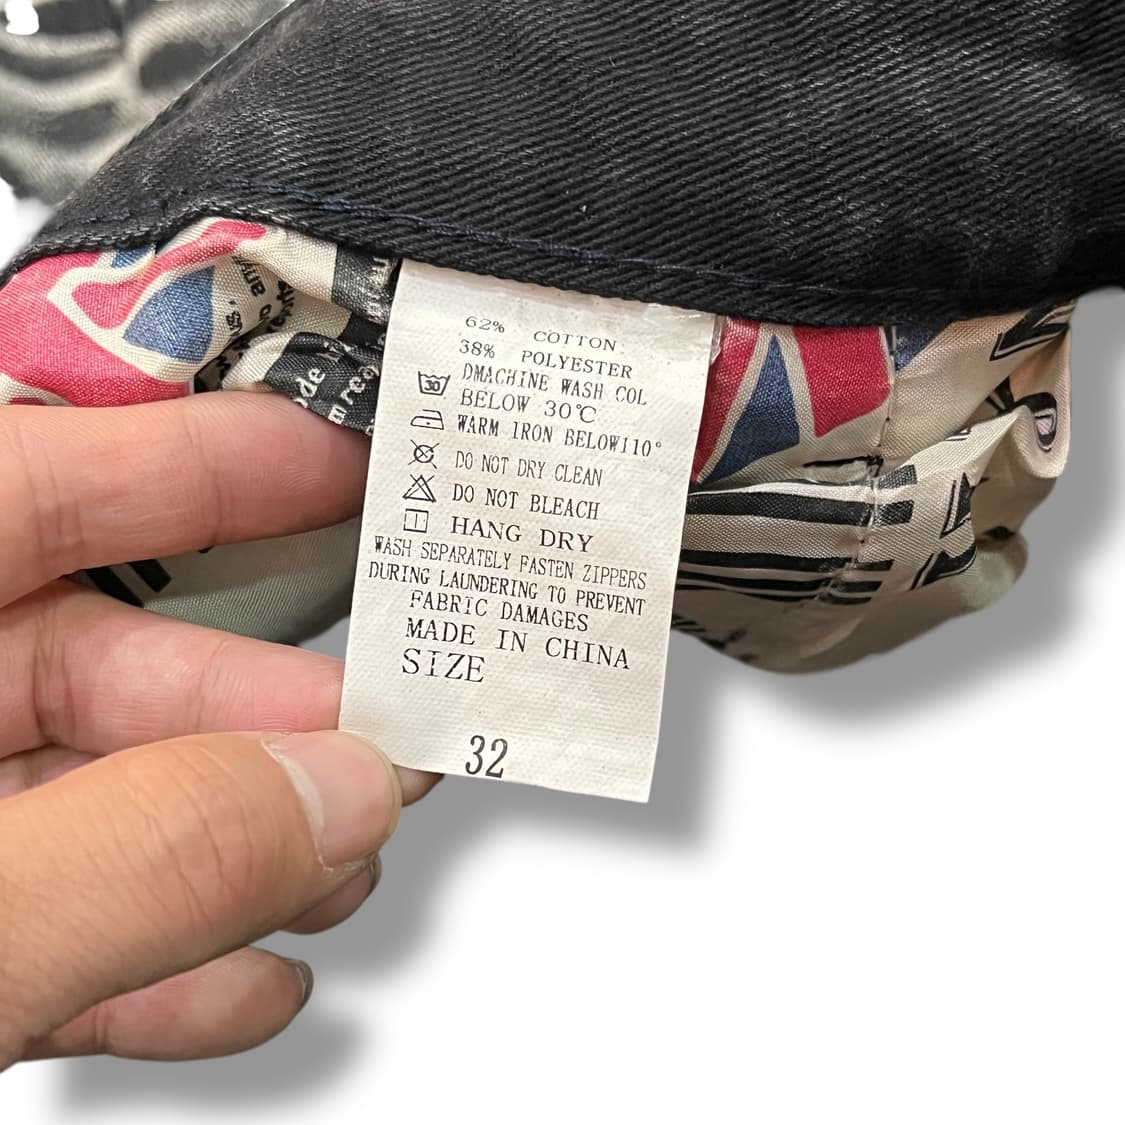 62% COTTON
38% POLYESTER
30
DMACHINE WASH COL
BELOW 30℃
WARM IRON BELOW110°
DO NOT DRY CLEAN
DO NOT BLEACH
HANG DRY
WASH SEPARATELY FASTEN ZIPPERS
DURING LAUNDERING TO PREVENT
FABRIC DAMAGES
MADE IN CHINA
SIZE
32